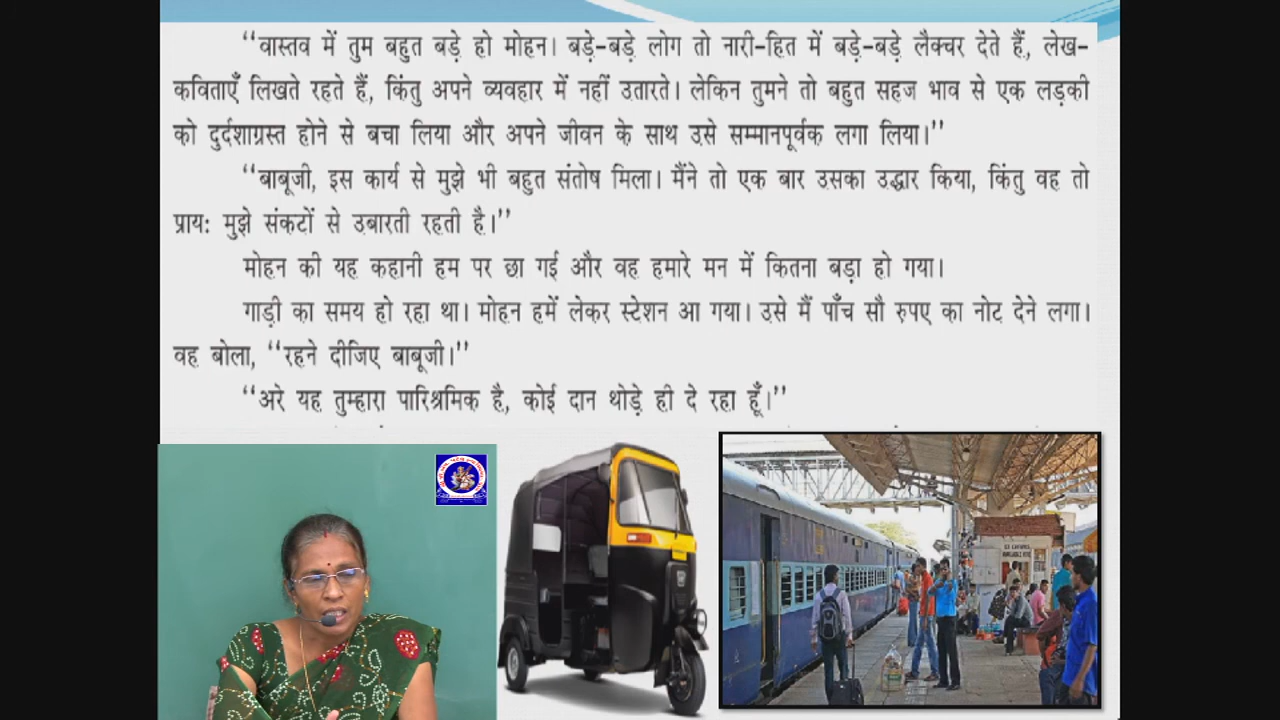 “वास्तव में तुम बहुत बड़े हो मोहन। बड़े-बड़े लोग तो नारी-हित में बड़े-बड़े लैक्चर देते हैं, लेख-
कविताएँ लिखते रहते हैं, किंतु अपने व्यवहार में नहीं उतारते। लेकिन तुमने तो बहुत सहज भाव से एक लड़की
को दुर्दशाग्रस्त होने से बचा लिया और अपने जीवन के साथ उसे सम्मानपूर्वक लगा लिया।”
“बाबूजी, इस कार्य से मुझे भी बहुत संतोष मिला। मैंने तो एक बार उसका उद्धार किया, किंतु वह तो
प्राय: मुझे संकटों से उबारती रहती है।”
मोहन की यह कहानी हम पर छा गई और वह हमारे मन में कितना बड़ा हो गया।
गाड़ी का समय हो रहा था। मोहन हमें लेकर स्टेशन आ गया। उसे मैं पाँच सौ रुपए का नोट देने लगा।
वह बोला, “रहने दीजिए बाबूजी।”
“अरे यह तुम्हारा पारिश्रमिक है, कोई दान थोड़े ही दे रहा हूँ।”